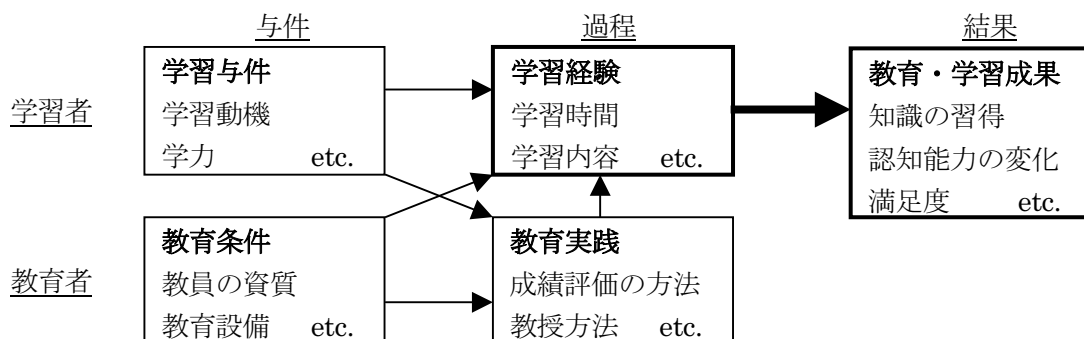 与件 過程 結果
学習者
学習与件
学習動機
学力 etc.
学習経験
学習時間
学習内容 etc.
教育・学習成果
知識の習得
認知能力の変化
満足度 etc.
教育者
教育条件
教員の資質
教育設備 etc.
教育実践
成績評価の方法
教授方法 etc.